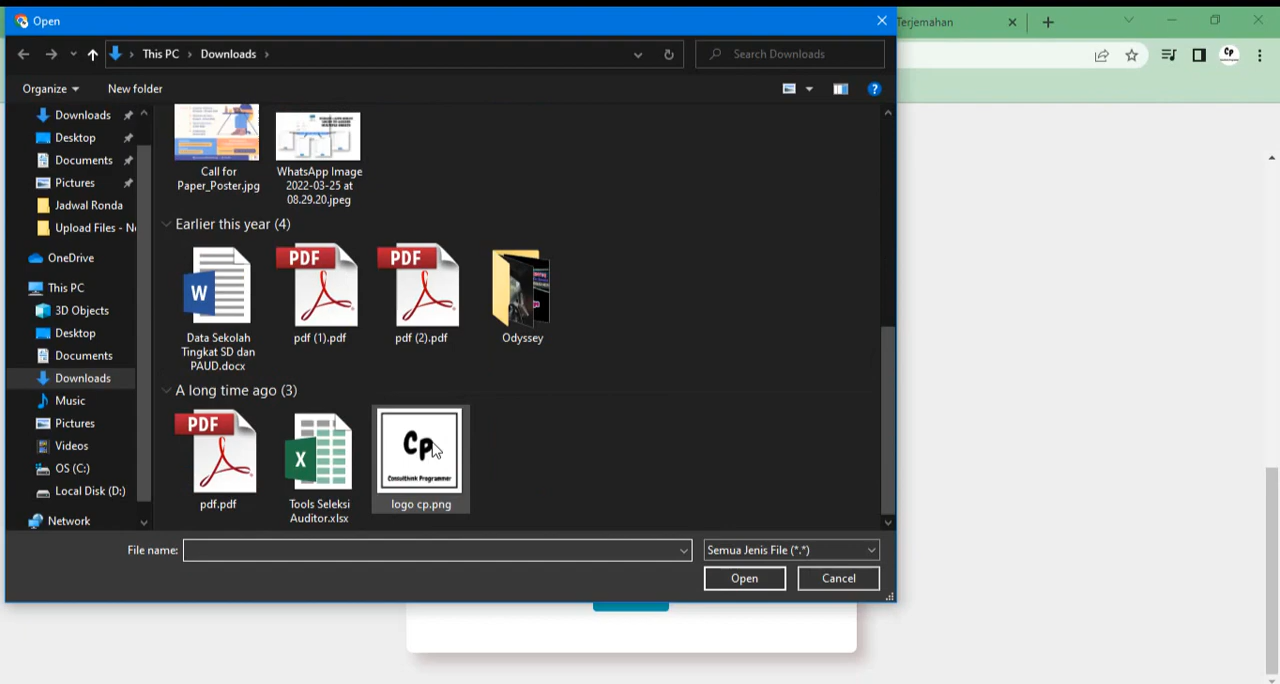 Open
Terjemahan
This PC
Downloads
Search Downloads
Organize
New folder
Downloads
Desktop
Documents
Pictures
Jadwal Ronda
Upload Files - N
OneDrive
This PC
3D Objects
Desktop
Documents
Downloads
Music
Pictures
Videos
OS (C:)
Local Disk (D:)
Network
Call for
Paper_Poster.jpg
WhatsApp Image
2022-03-25 at
08.29.20.jpeg
Earlier this year (4)
W
PDF
PDF
Data Sekolah
Tingkat SD dan
PAUD.docx
pdf (1).pdf
pdf (2).pdf
Odyssey
A long time ago (3)
PDF
X
Cp
Consulthink Programmer
pdf.pdf
Tools Seleksi
Auditor.xlsx
logo cp.png
File name:
Semua Jenis File (*.*)
Open
Cancel
Cp